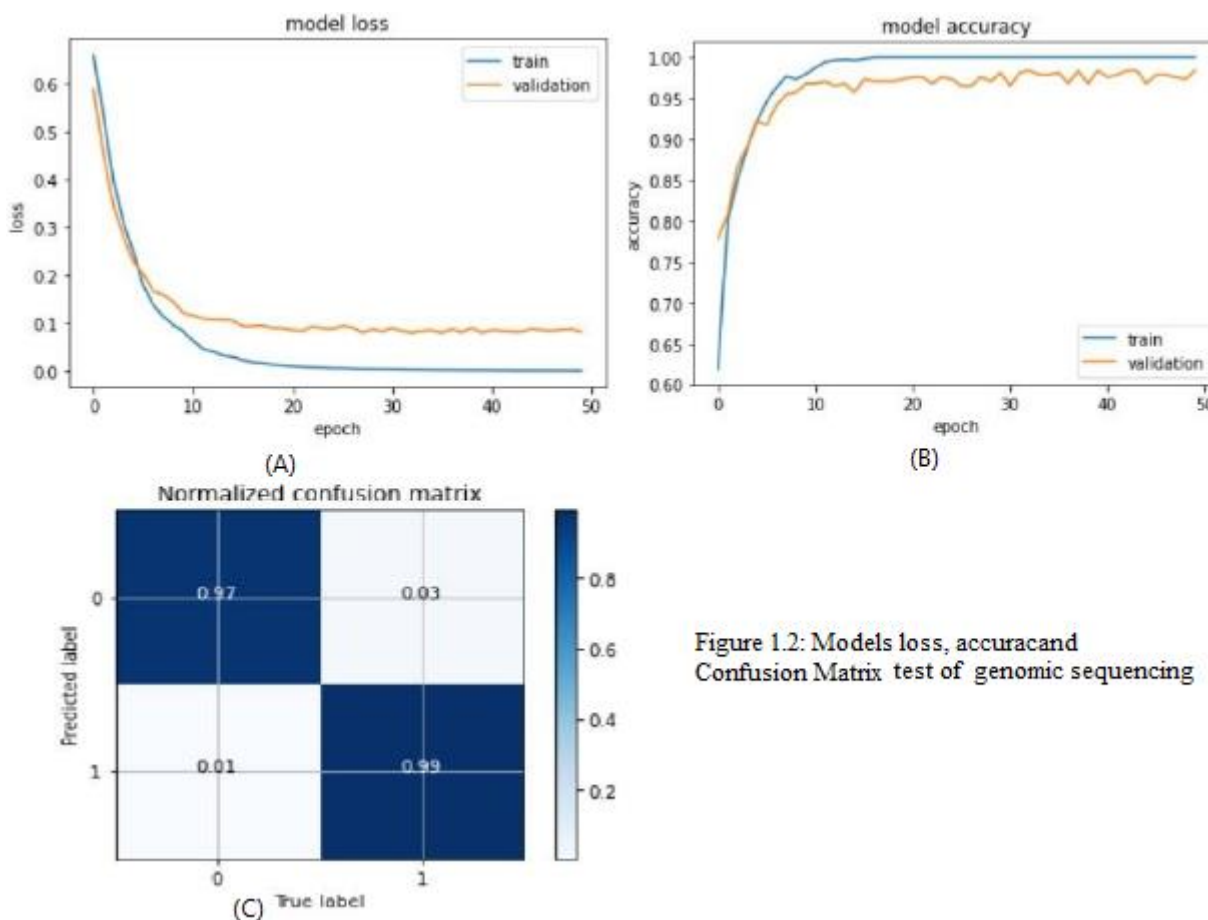 model loss
train
validation
0.6
0.5
0.4
0.3
0.2
0.1
0.0
loss
0 10 20 30 40 50
epoch
(A)
model accuracy
1.00
0.95
0.90
0.85
0.80
0.75
0.70
0.65
0.60
accuracy
train
validation
0 10 20 30 40 50
epoch
(B)
Normalized confusion matrix
0.97 0.03
0.01 0.99
0
1
Predicted label
0 1
True label
(C)
0.8
0.6
0.4
0.2
Figure 1.2: Models loss, accuracand
Confusion Matrix test of genomic sequencing